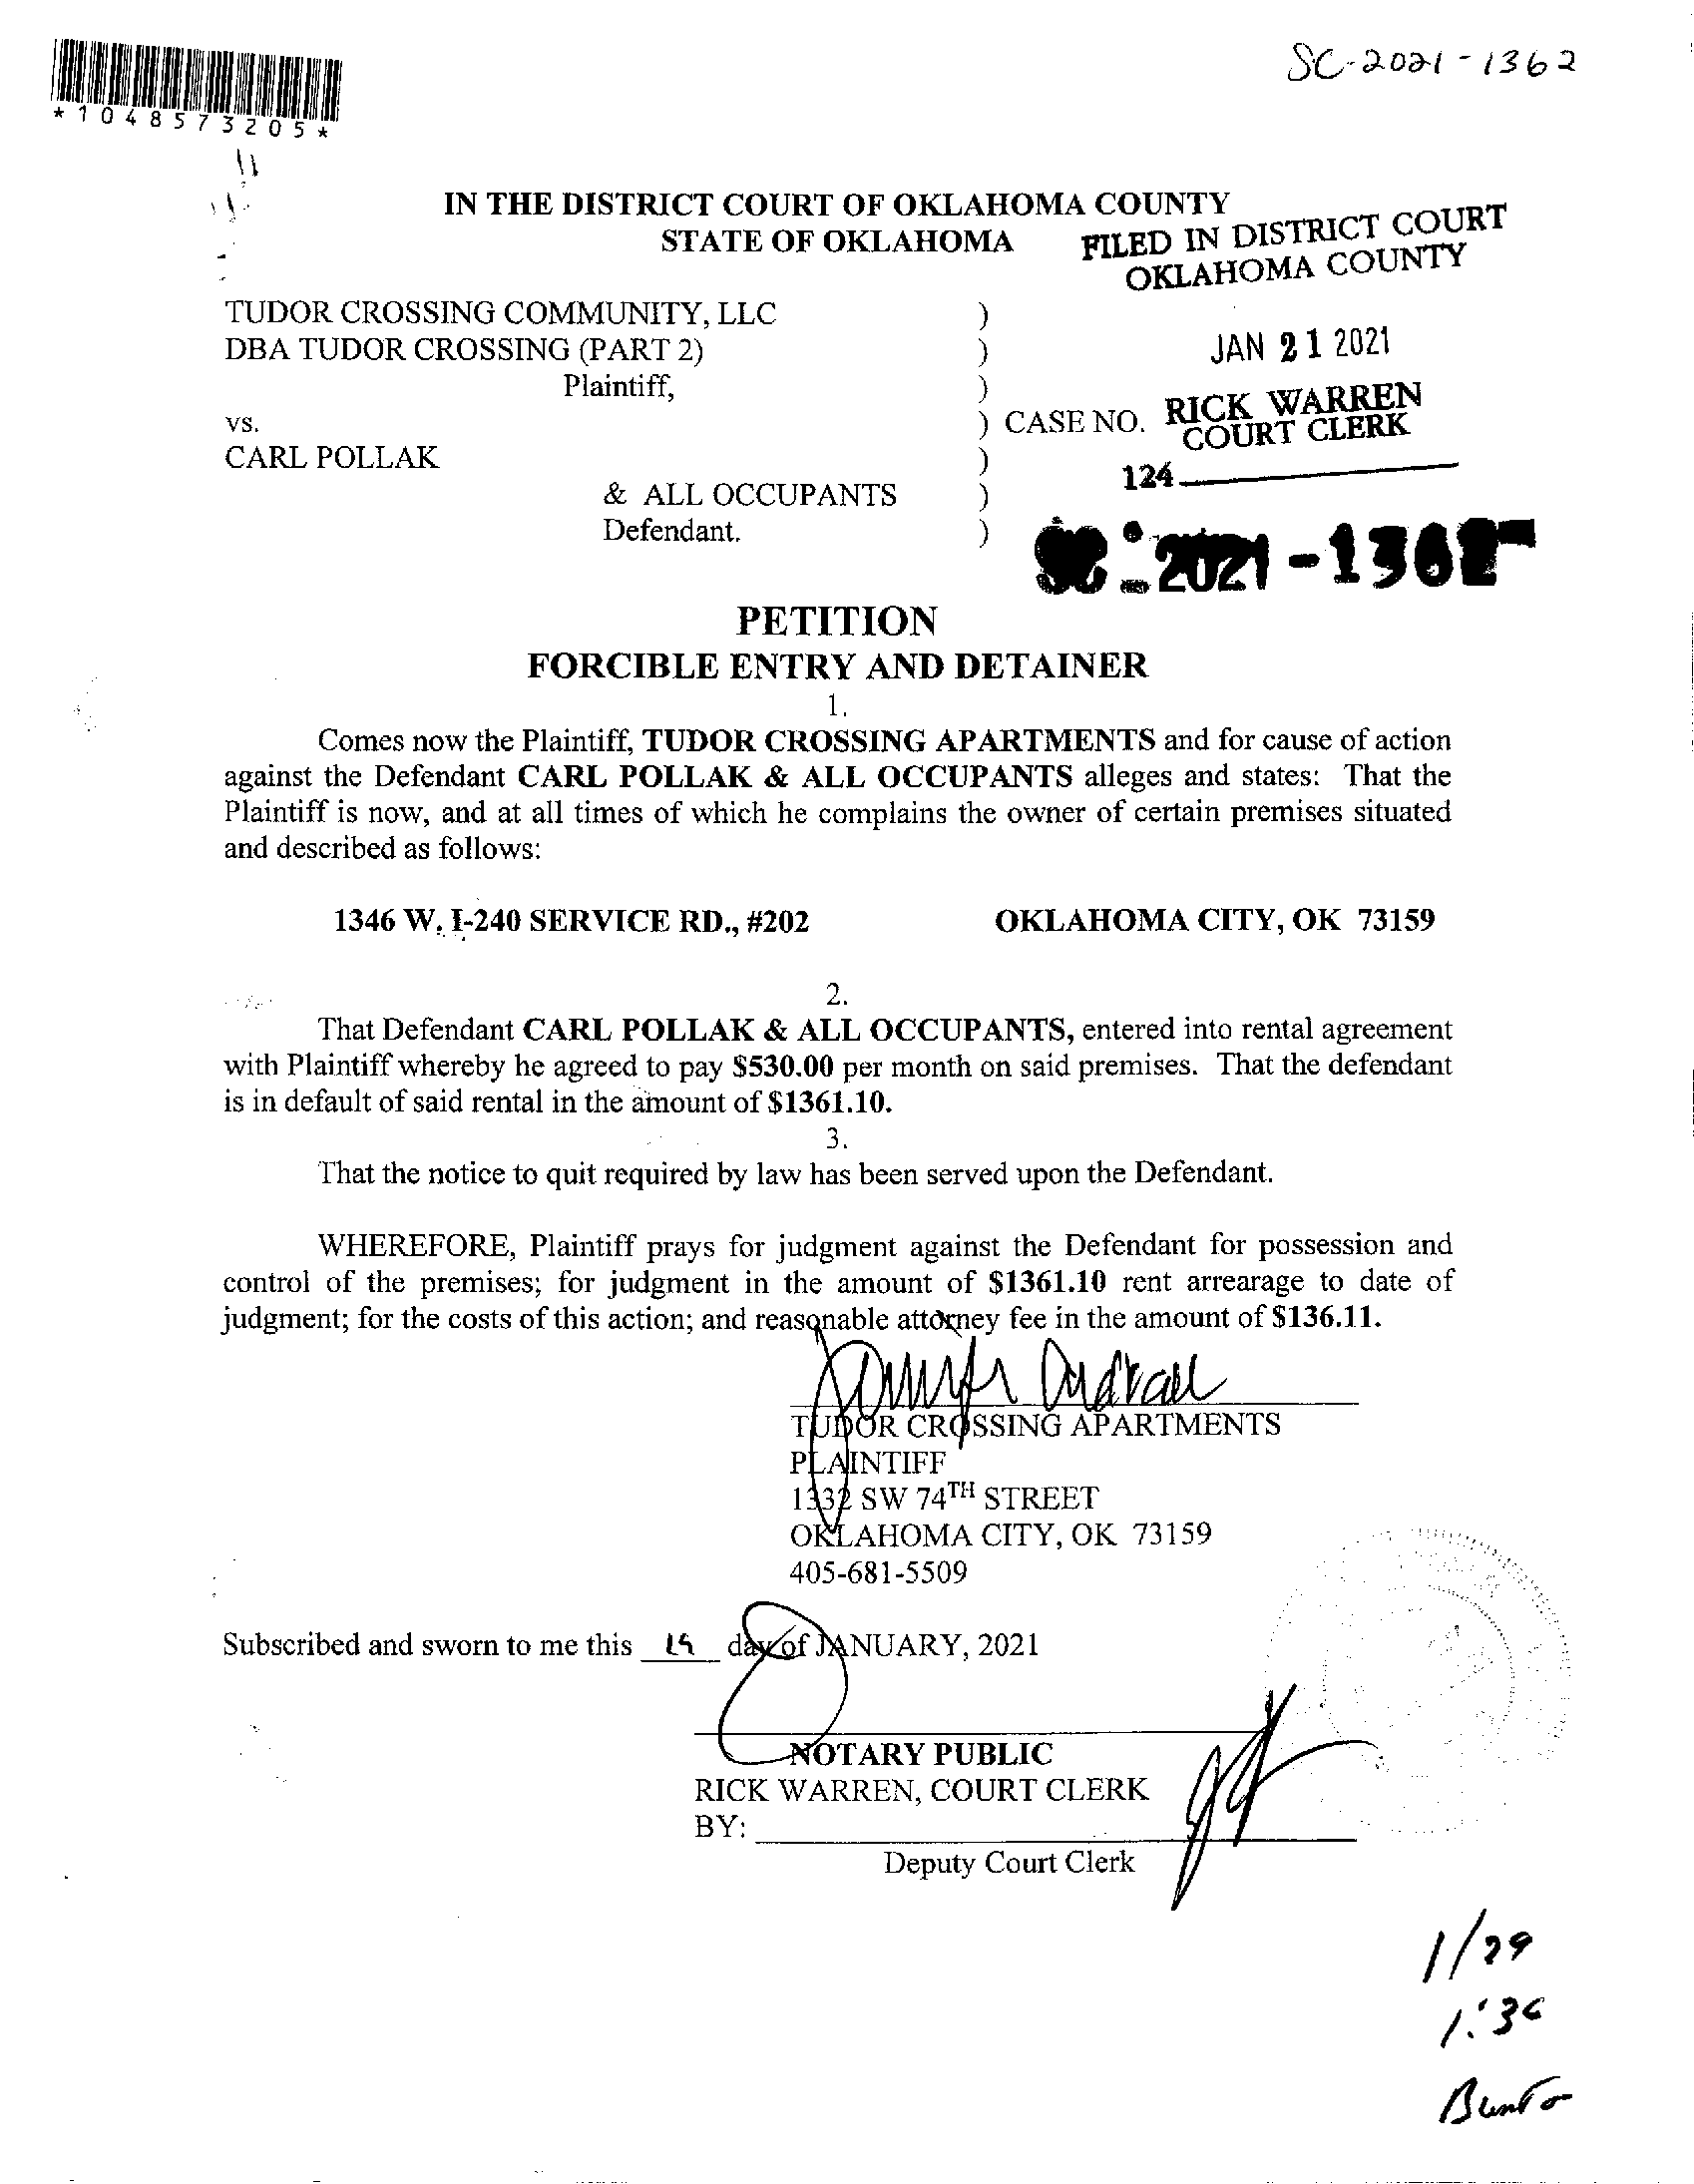 SC-2021-1362
*1048573205*
IN THE DISTRICT COURT OF OKLAHOMA COUNTY
STATE OF OKLAHOMA
FILED IN DISTRICT COURT
OKLAHOMA COUNTY
TUDOR CROSSING COMMUNITY, LLC )
DBA TUDOR CROSSING (PART 2) )
JAN 21 2021
Plaintiff, )
vs. ) CASE NO.
RICK WARREN
COURT CLERK
CARL POLLAK )
124
& ALL OCCUPANTS )
Defendant. )
SC - 2021 - 1362
PETITION
FORCIBLE ENTRY AND DETAINER
1.
Comes now the Plaintiff, TUDOR CROSSING APARTMENTS and for cause of action
against the Defendant CARL POLLAK & ALL OCCUPANTS alleges and states: That the
Plaintiff is now, and at all times of which he complains the owner of certain premises situated
and described as follows:
1346 W. I-240 SERVICE RD., #202 OKLAHOMA CITY, OK 73159
2.
That Defendant CARL POLLAK & ALL OCCUPANTS, entered into rental agreement
with Plaintiff whereby he agreed to pay $530.00 per month on said premises. That the defendant
is in default of said rental in the amount of $1361.10.
3.
That the notice to quit required by law has been served upon the Defendant.
WHEREFORE, Plaintiff prays for judgment against the Defendant for possession and
control of the premises; for judgment in the amount of $1361.10 rent arrearage to date of
judgment; for the costs of this action; and reasonable attorney fee in the amount of $136.11.
TUDOR CROSSING APARTMENTS
PLAINTIFF
1332 SW 74TH STREET
OKLAHOMA CITY, OK 73159
405-681-5509
Subscribed and sworn to me this 19 day of JANUARY, 2021
NOTARY PUBLIC
RICK WARREN, COURT CLERK
BY:
Deputy Court Clerk
1/29
1:30